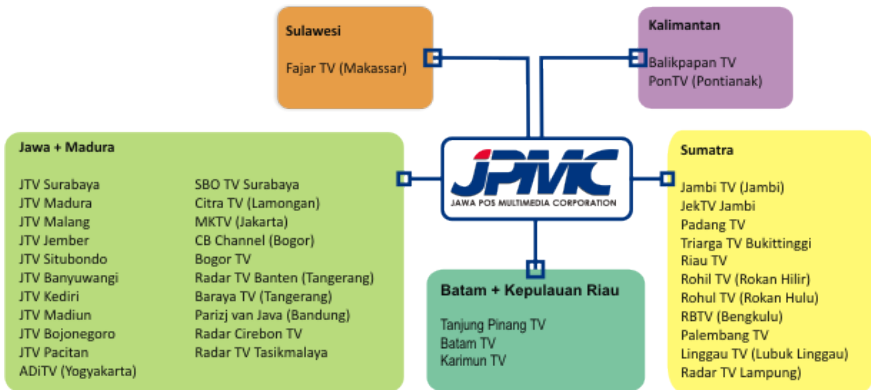 Sulawesi
Fajar TV (Makassar)
Kalimantan
Balikpapan TV
PonTV (Pontianak)
JPMC
JAWA POS MULTIMEDIA CORPORATION
Jawa + Madura
JTV Surabaya
JTV Madura
JTV Malang
JTV Jember
JTV Situbondo
JTV Banyuwangi
JTV Kediri
JTV Madiun
JTV Bojonegoro
JTV Pacitan
ADiTV (Yogyakarta)
SBO TV Surabaya
Citra TV (Lamongan)
MKTV (Jakarta)
CB Channel (Bogor)
Bogor TV
Radar TV Banten (Tangerang)
Baraya TV (Tangerang)
Parizj van Java (Bandung)
Radar Cirebon TV
Radar TV Tasikmalaya
Batam + Kepulauan Riau
Tanjung Pinang TV
Batam TV
Karimun TV
Sumatra
Jambi TV (Jambi)
JekTV Jambi
Padang TV
Triarga TV Bukittinggi
Riau TV
Rohil TV (Rokan Hilir)
Rohul TV (Rokan Hulu)
RBTV (Bengkulu)
Palembang TV
Linggau TV (Lubuk Linggau)
Radar TV Lampung)